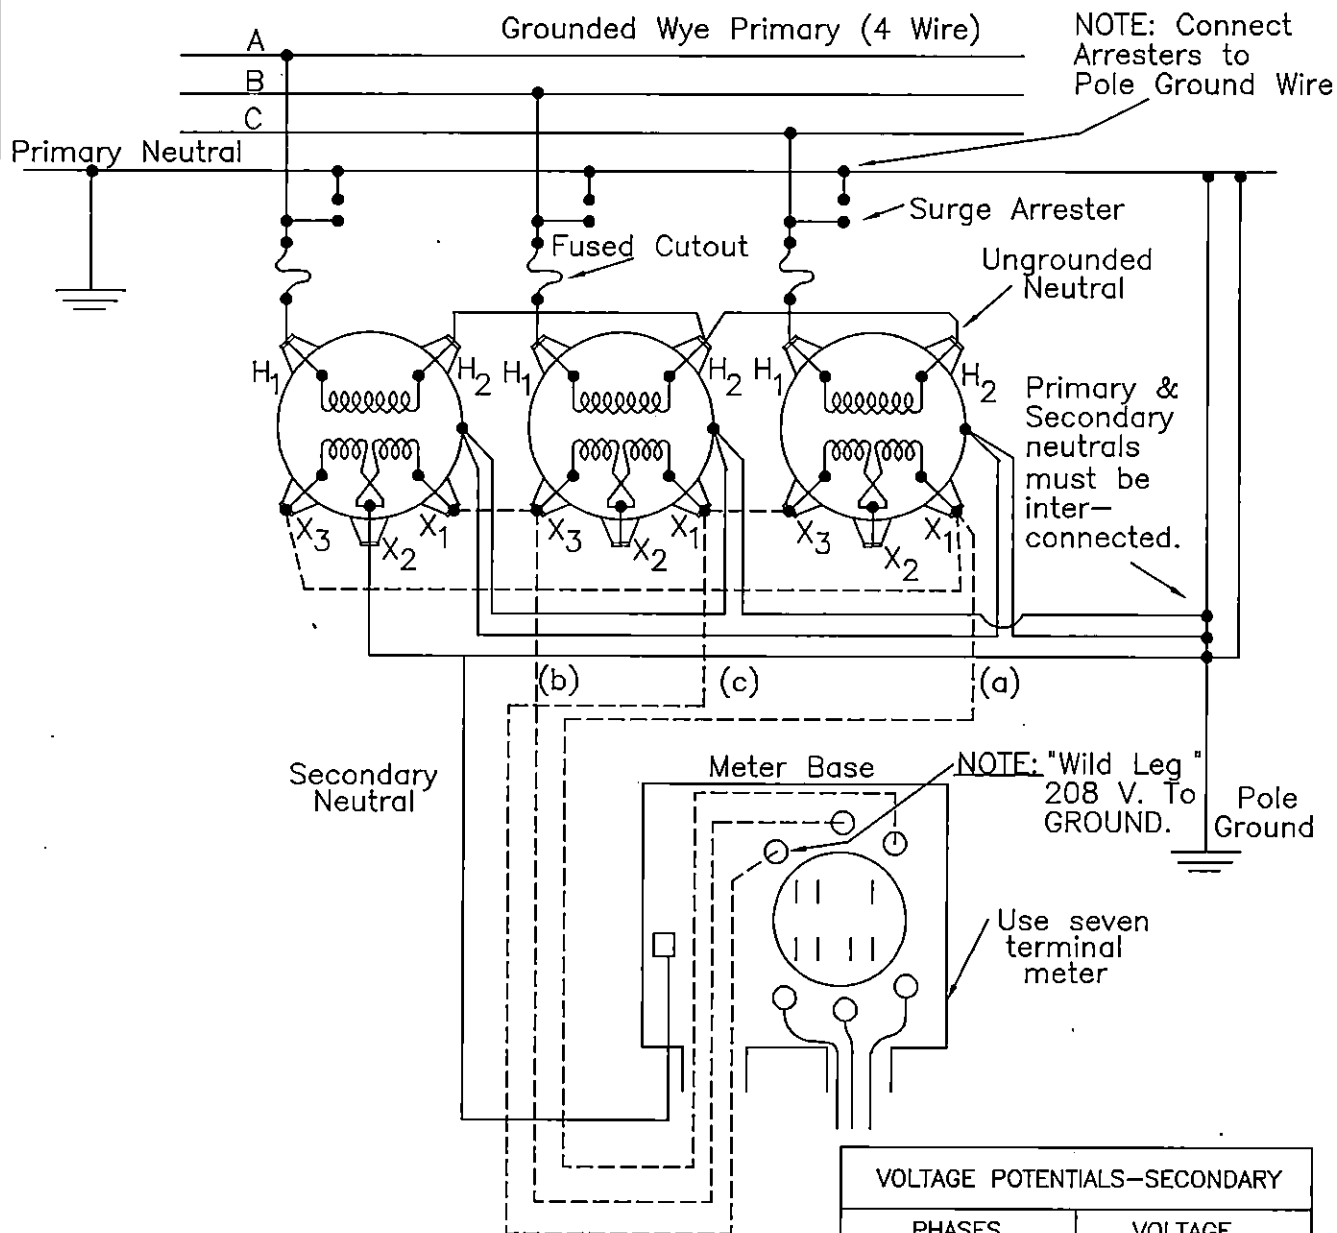 Grounded Wye Primary (4 Wire)
NOTE: Connect
Arresters to
Pole Ground Wire
A
B
C
Primary Neutral
Surge Arrester
Fused Cutout
Ungrounded
Neutral
H1
H2
H1
H2
H1
H2
Primary &
Secondary
neutrals
must be
inter-
connected.
X3
X2
X1
X3
X2
X1
X3
X2
X1
(b)
(c)
(a)
Secondary
Neutral
Meter Base
NOTE: "Wild Leg"
208 V. To
GROUND.
Pole
Ground
Use seven
terminal
meter
VOLTAGE POTENTIALS-SECONDARY
PHASES
VOLTAGE